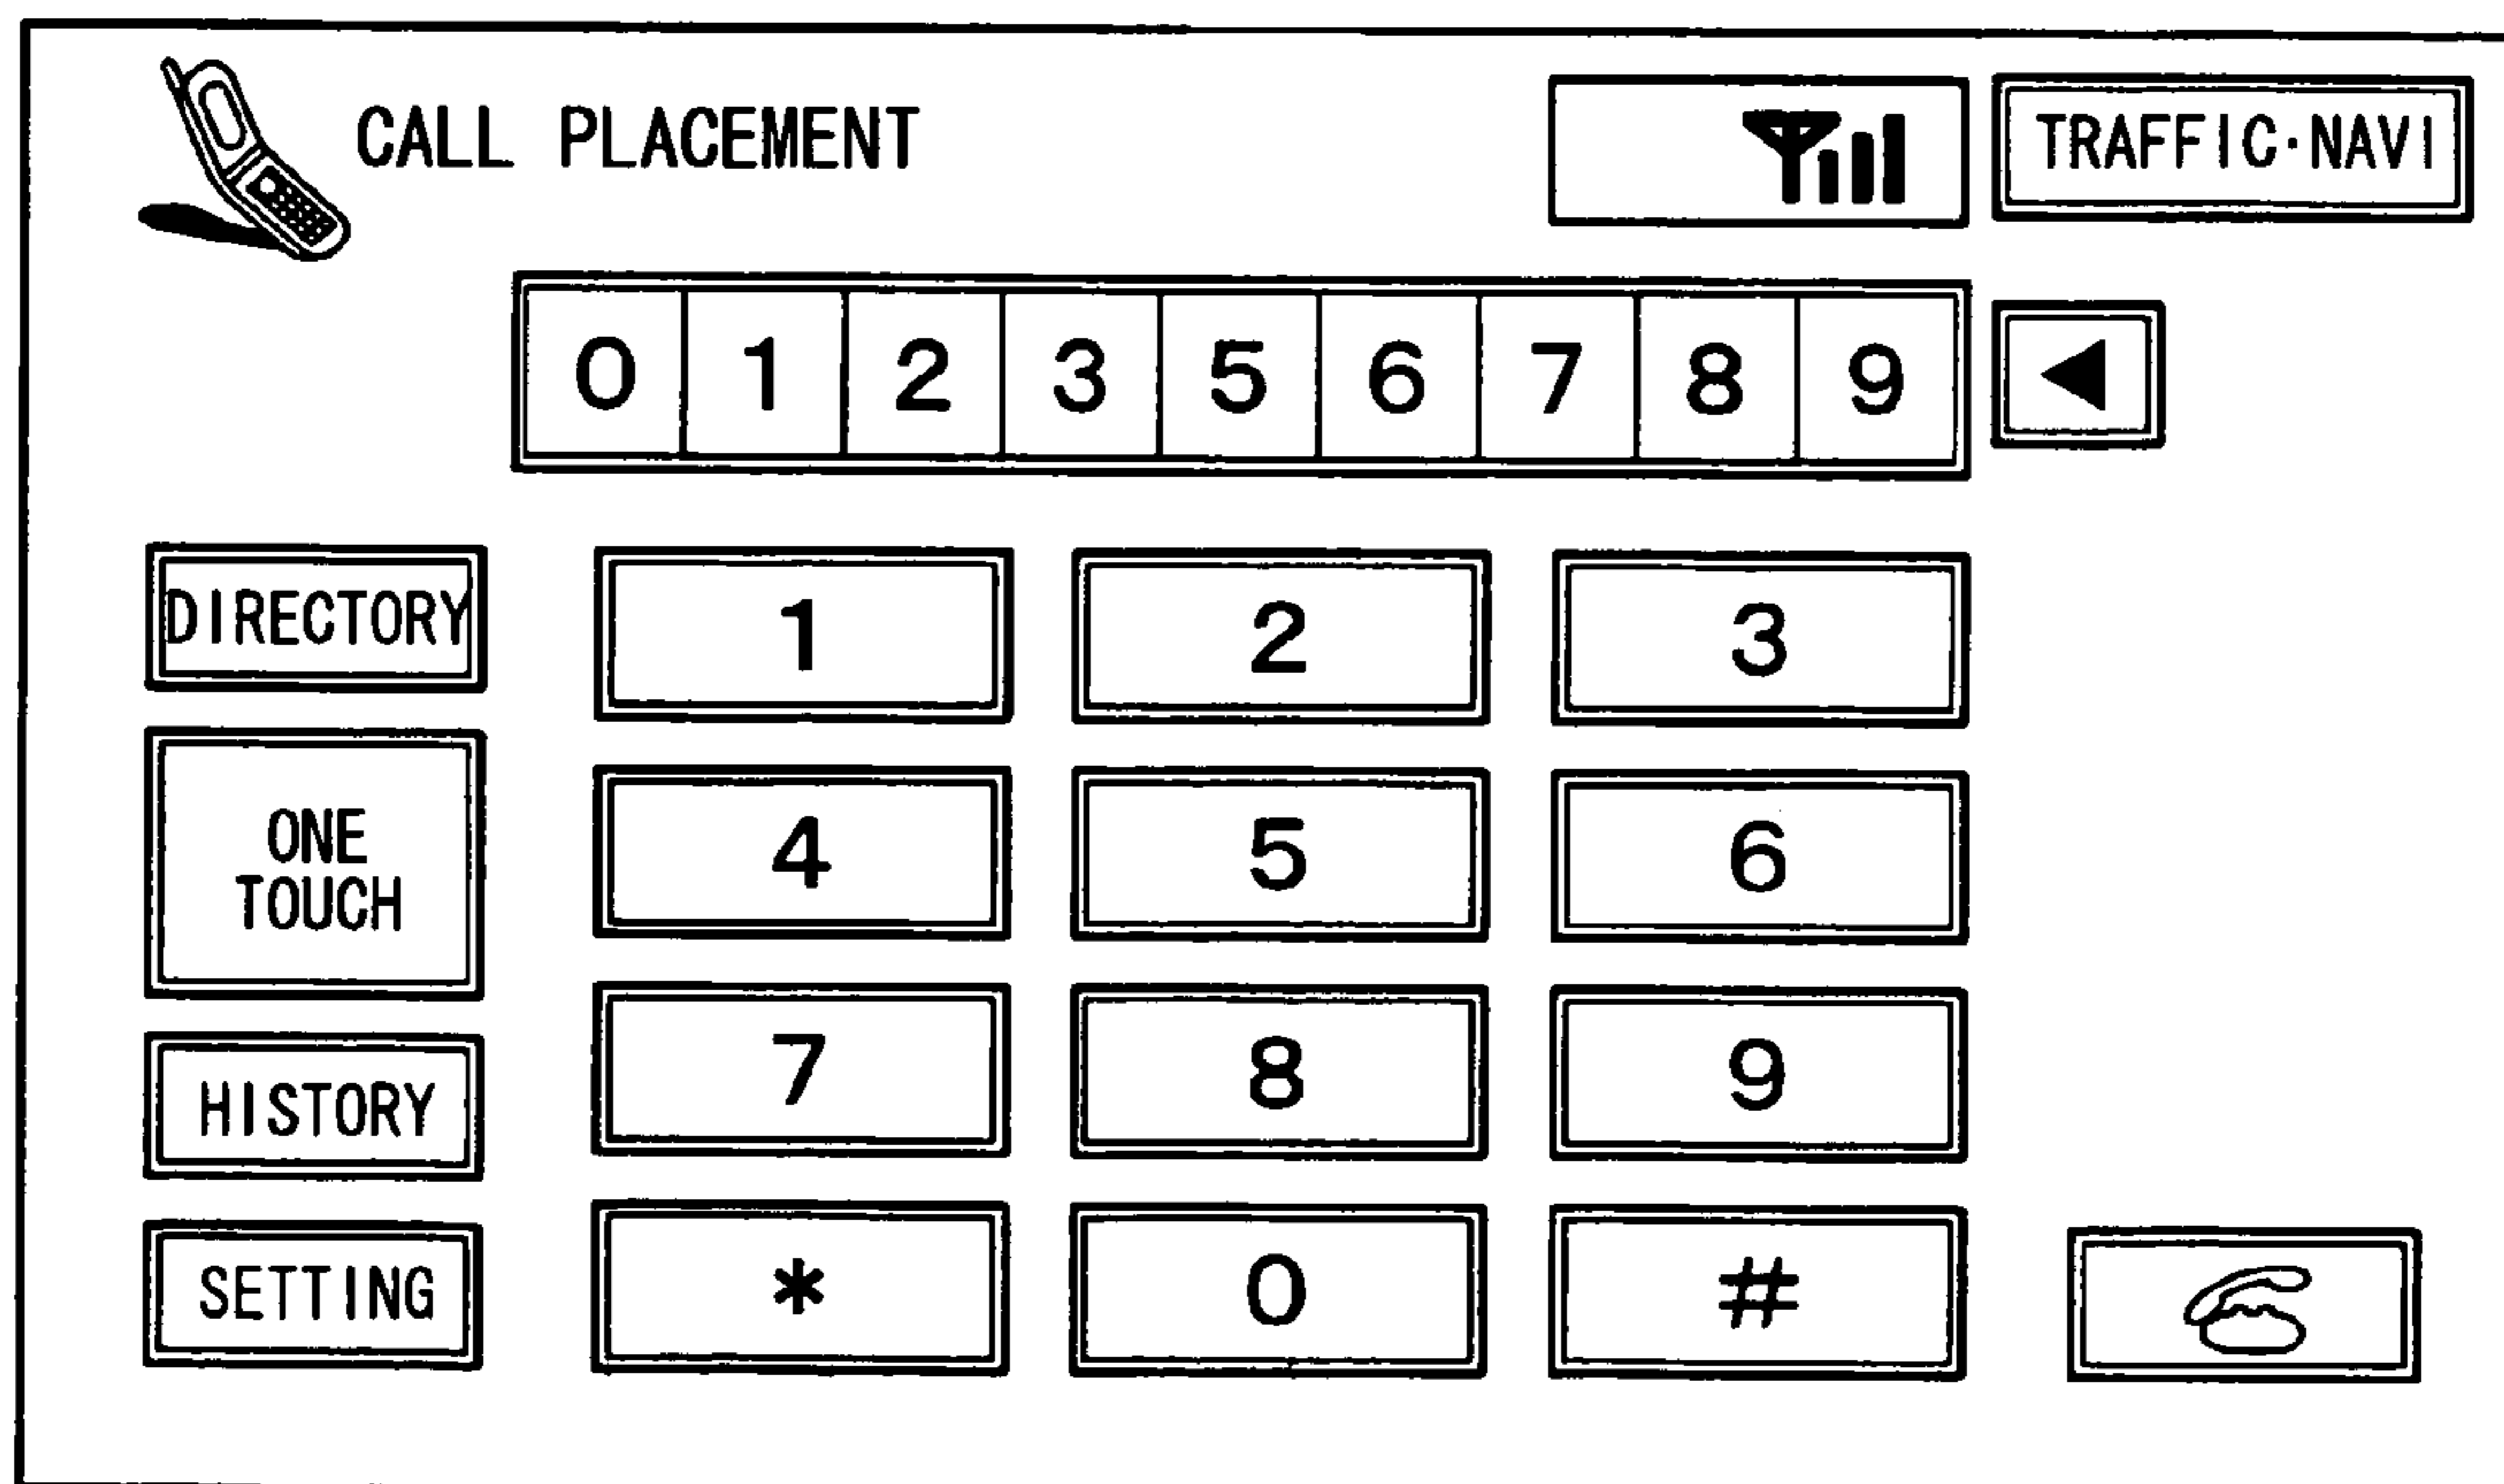 CALL PLACEMENT
TRAFFIC·NAVI
0 1 2 3 5 6 7 8 9
DIRECTORY
1 2 3
ONE
TOUCH
4 5 6
HISTORY
7 8 9
SETTING
* 0 #